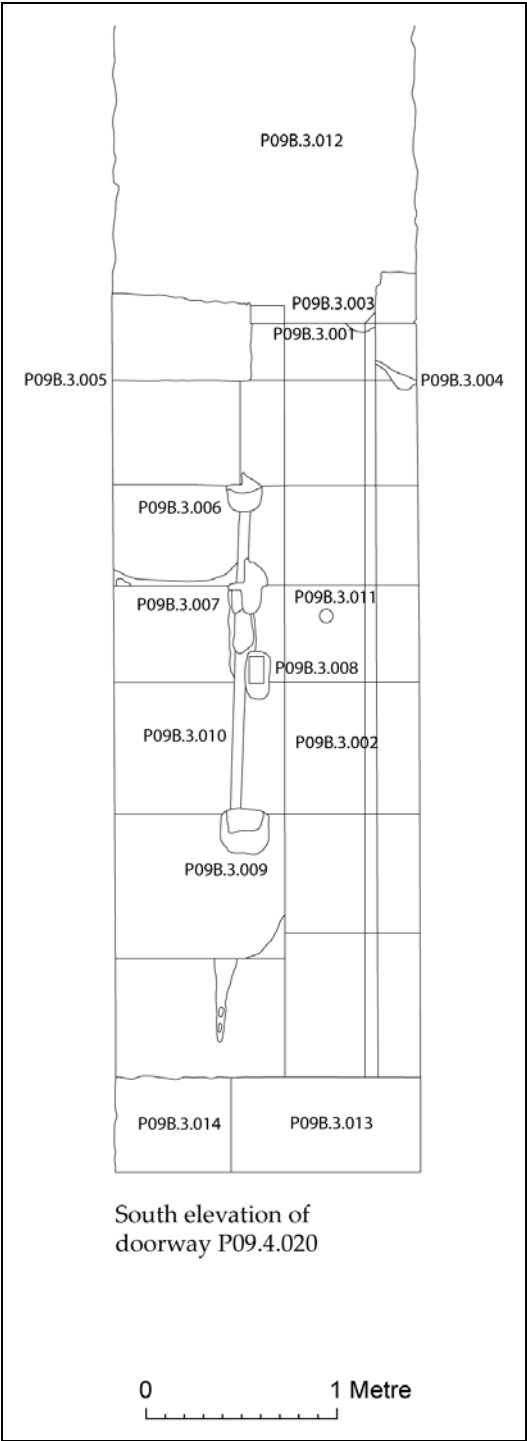 P09B.3.012
P09B.3.003
P09B.3.001
P09B.3.005
P09B.3.004
P09B.3.006
P09B.3.011
P09B.3.007
P09B.3.008
P09B.3.010
P09B.3.002
P09B.3.009
P09B.3.014
P09B.3.013
South elevation of
doorway P09.4.020
0 1 Metre